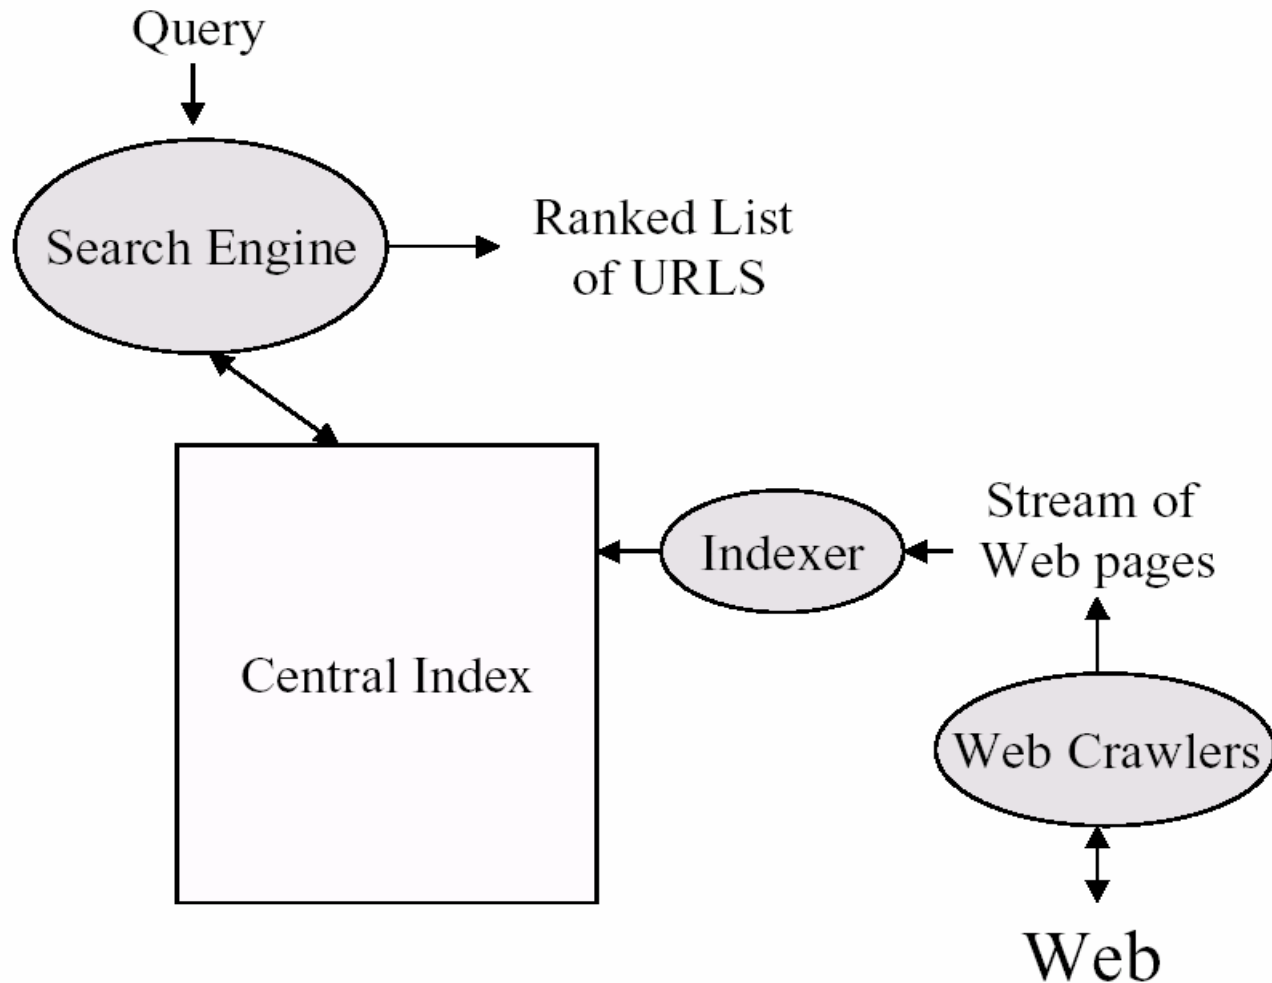 Query
Search Engine
Ranked List
of URLS
Indexer
Stream of
Web pages
Central Index
Web Crawlers
Web